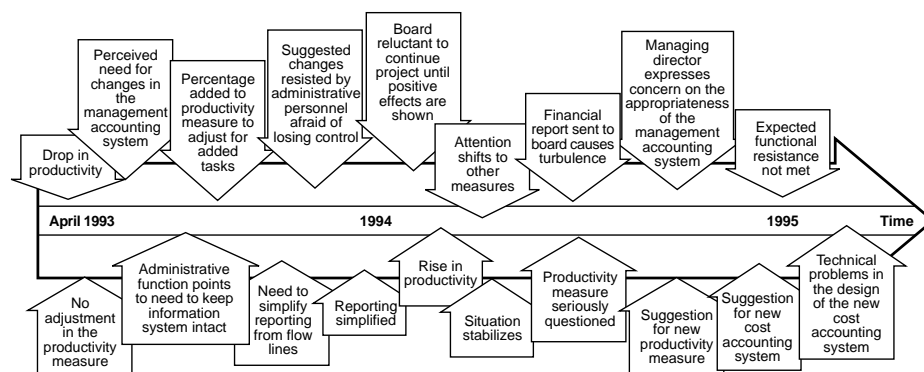 Drop in
productivity
Perceived
need for
changes in
the
management
accounting
system
Percentage
added to
productivity
measure to
adjust for
added
tasks
Suggested
changes
resisted by
administrative
personnel
afraid of
losing control
Board
reluctant to
continue
project until
positive
effects are
shown
Attention
shifts to
other
measures
Financial
report sent to
board causes
turbulence
Managing
director
expresses
concern on the
appropriateness
of the
management
accounting
system
Expected
functional
resistance
not met
April 1993
1994
1995
Time
No
adjustment
in the
productivity
measure
Administrative
function points
to need to keep
information
system intact
Need to
simplify
reporting
from flow
lines
Reporting
simplified
Rise in
productivity
Situation
stabilizes
Productivity
measure
seriously
questioned
Suggestion
for new
productivity
measure
Suggestion
for new
cost
accounting
system
Technical
problems in
the design of
the new
cost
accounting
system